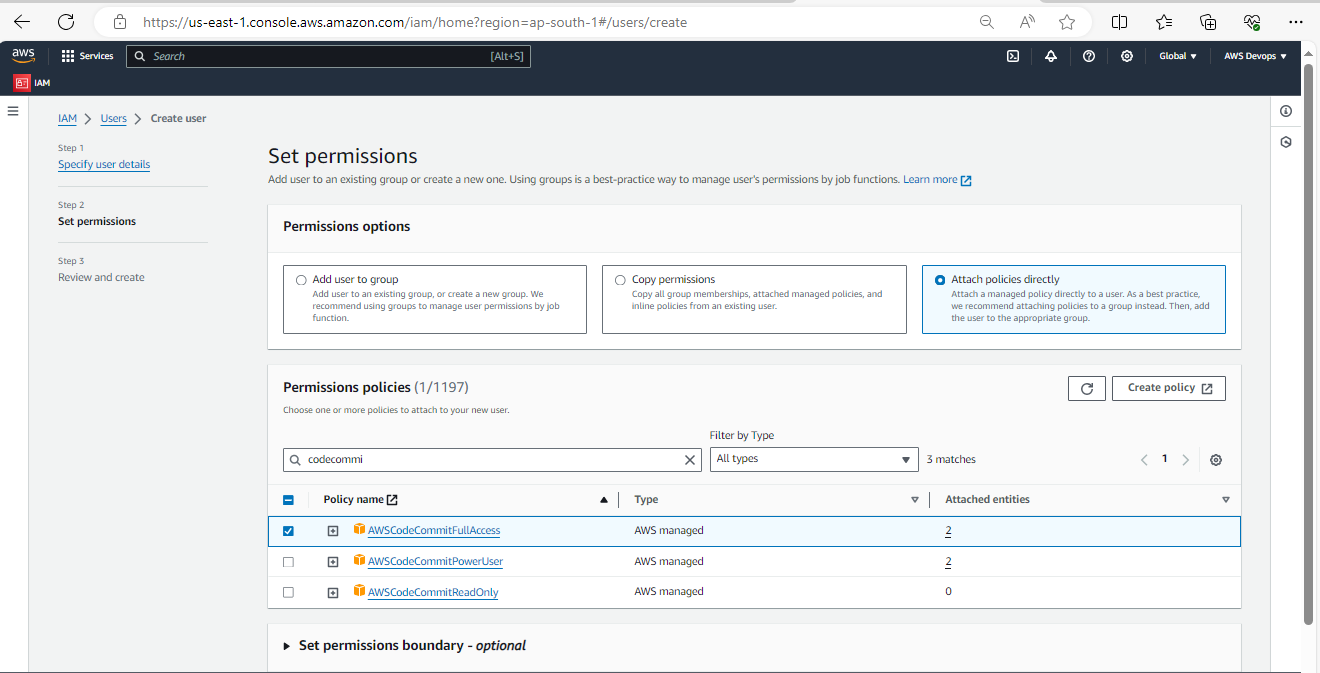 https://us-east-1.console.aws.amazon.com/iam/home?region=ap-south-1#/users/create
aws
Services
Search
[Alt+S]
Global
AWS Devops
IAM
IAM
Users
Create user
Step 1
Specify user details
Step 2
Set permissions
Step 3
Review and create
Set permissions
Add user to an existing group or create a new one. Using groups is a best-practice way to manage user's permissions by job functions. Learn more
Permissions options
Add user to group
Add user to an existing group, or create a new group. We
recommend using groups to manage user permissions by job
function.
Copy permissions
Copy all group memberships, attached managed policies, and
inline policies from an existing user.
Attach policies directly
Attach a managed policy directly to a user. As a best practice,
we recommend attaching policies to a group instead. Then, add
the user to the appropriate group.
Permissions policies (1/1197)
Choose one or more policies to attach to your new user.
Create policy
Filter by Type
codecommi
All types
3 matches
1
Policy name
Type
Attached entities
AWSCodeCommitFullAccess
AWS managed
2
AWSCodeCommitPowerUser
AWS managed
2
AWSCodeCommitReadOnly
AWS managed
0
Set permissions boundary - optional